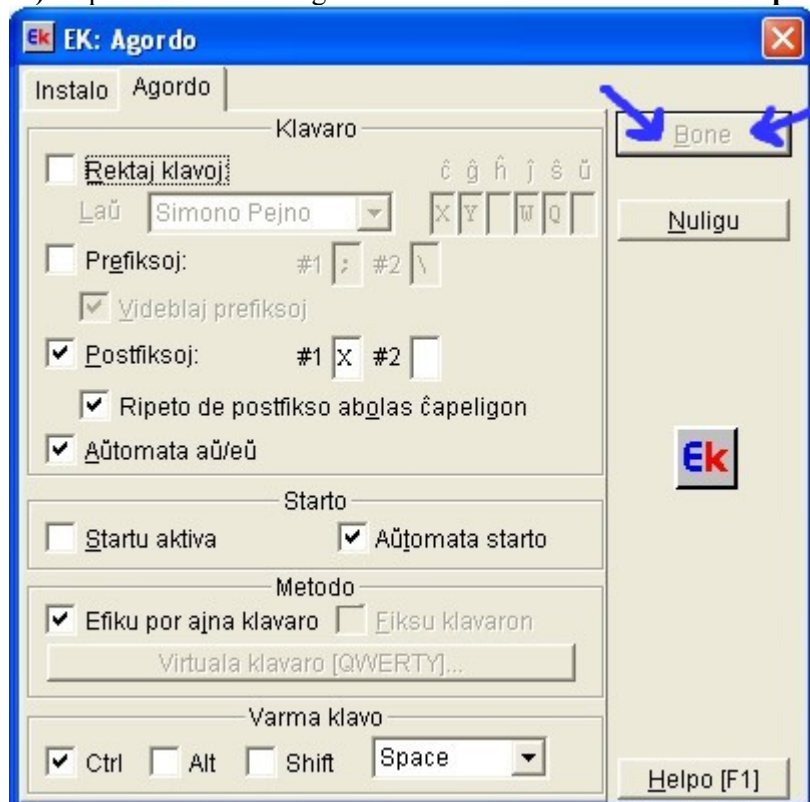 EK: Agordo
Instalo Agordo
Klavaro
Rektaj klavoj: ĉ ĝ ĥ ĵ ŝ ŭ
Laŭ Simono Pejno X Y W Q
Prefiksoj: #1 ; #2 \
Videblaj prefiksoj
Postfiksoj: #1 X #2
Ripeto de postfikso abolas ĉapeligon
Aŭtomata aŭ/eŭ
Starto
Startu aktiva Aŭtomata starto
Metodo
Efiku por ajna klavaro Fiksu klavaron
Virtuala klavaro [QWERTY]...
Varma klavo
Ctrl Alt Shift Space
Bone
Nuligu
Ek
Helpo [F1]